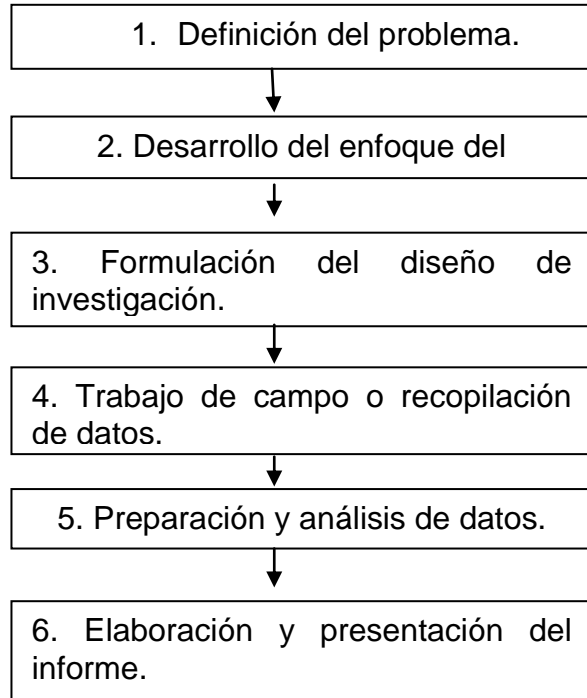 1. Definición del problema.
2. Desarrollo del enfoque del
3. Formulación del diseño de
investigación.
4. Trabajo de campo o recopilación
de datos.
5. Preparación y análisis de datos.
6. Elaboración y presentación del
informe.